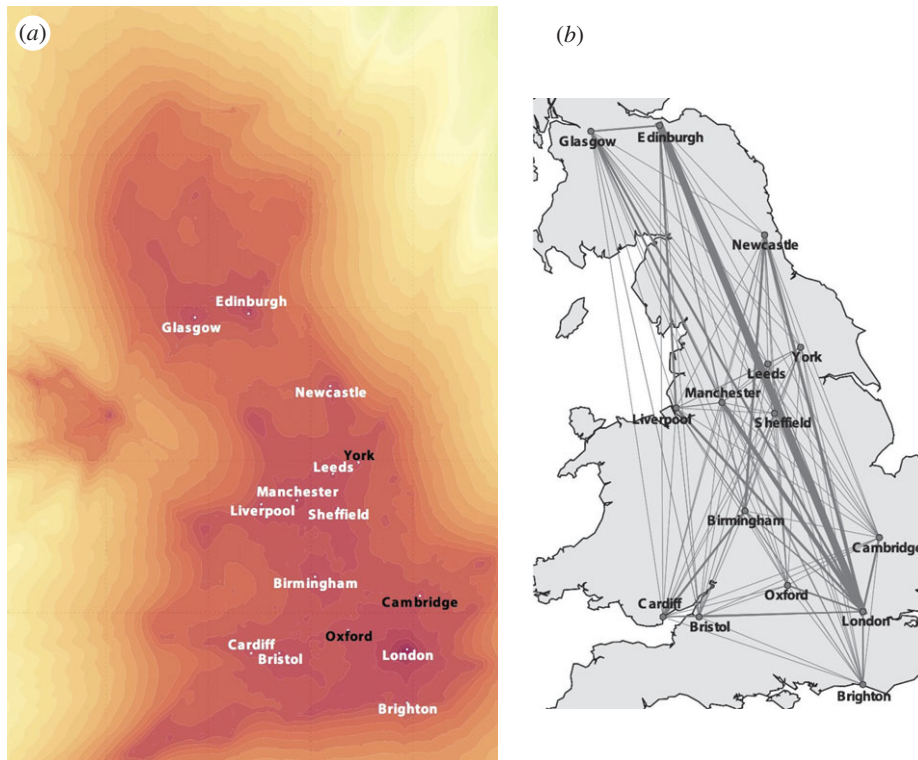 (a)
Edinburgh
Glasgow
Newcastle
York
Leeds
Manchester
Liverpool
Sheffield
Birmingham
Cambridge
Oxford
Cardiff
Bristol
London
Brighton
(b)
Glasgow
Edinburgh
Newcastle
York
Leeds
Manchester
Liverpool
Sheffield
Birmingham
Cambridge
Oxford
Cardiff
Bristol
London
Brighton